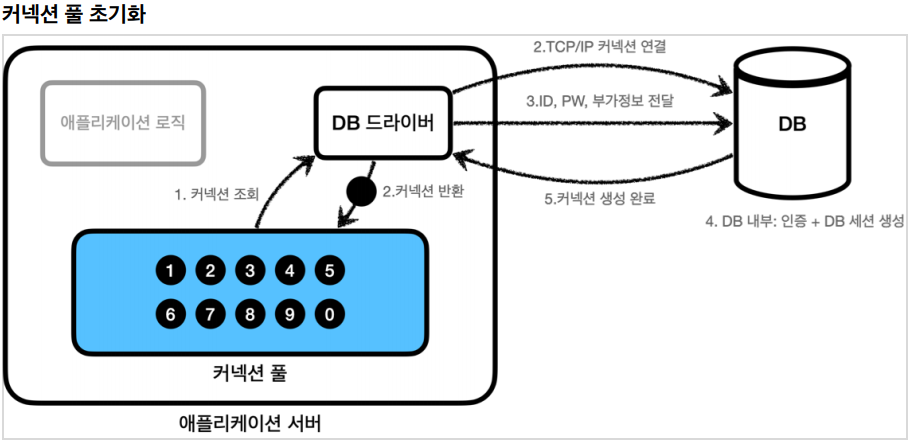 커넥션 풀 초기화
2.TCP/IP 커넥션 연결
애플리케이션 로직
DB 드라이버
3.ID, PW, 부가정보 전달
DB
1. 커넥션 조회
2.커넥션 반환
5.커넥션 생성 완료
4. DB 내부: 인증 + DB 세션 생성
1 2 3 4 5
6 7 8 9 0
커넥션 풀
애플리케이션 서버